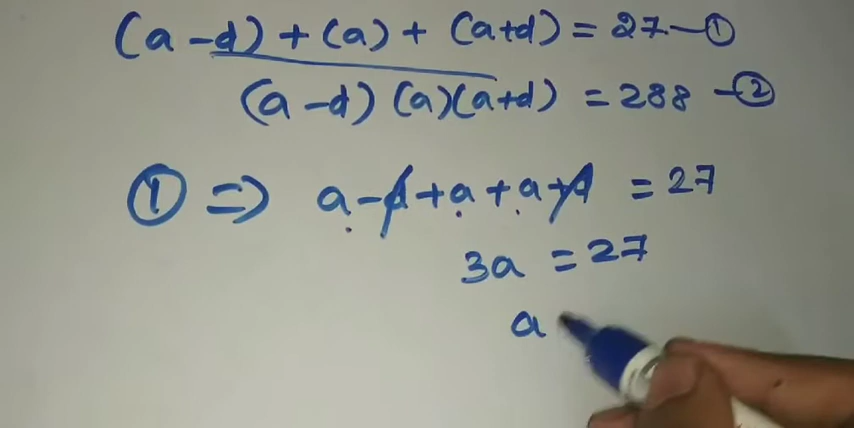 (a - d) + (a) + (a+d) = 27 — ①
(a - d) (a)(a+d) = 288 — ②
① ⇒ a - d + a + a + d = 27
3a = 27
a